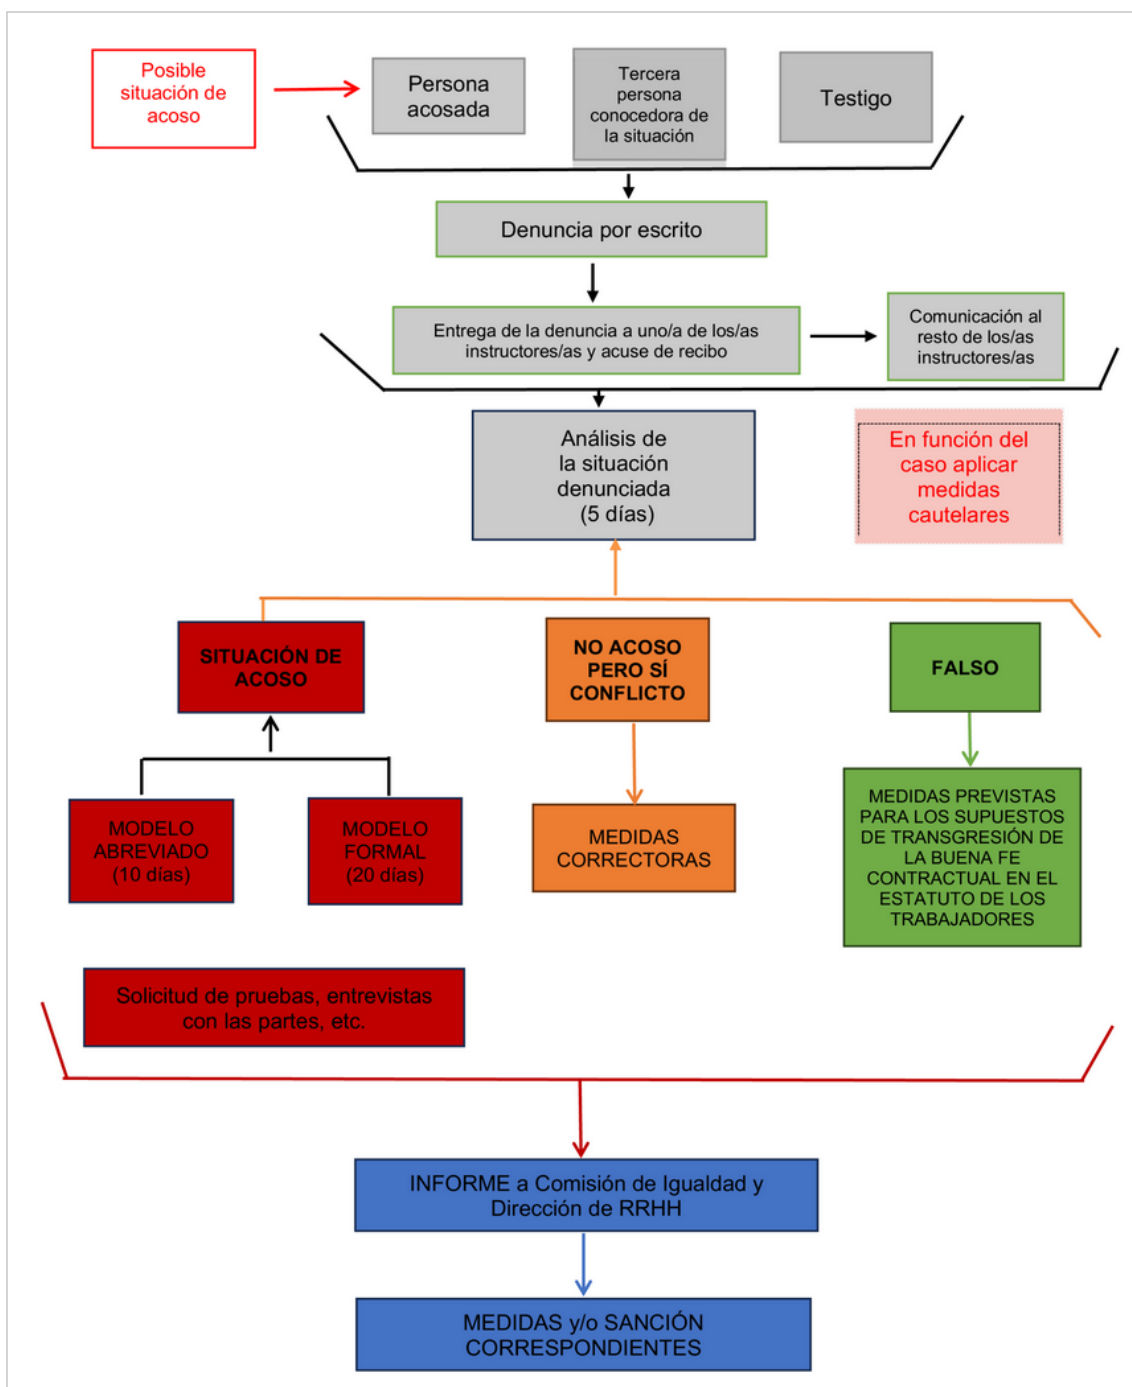 Posible
situación de
acoso
Persona
acosada
Tercera
persona
conocedora de
la situación
Testigo
Denuncia por escrito
Entrega de la denuncia a uno/a de los/as
instructores/as y acuse de recibo
Comunicación al
resto de los/as
instructores/as
Análisis de
la situación
denunciada
(5 días)
En función del
caso aplicar
medidas
cautelares
SITUACIÓN DE
ACOSO
NO ACOSO
PERO SÍ
CONFLICTO
FALSO
MODELO
ABREVIADO
(10 días)
MODELO
FORMAL
(20 días)
MEDIDAS
CORRECTORAS
MEDIDAS PREVISTAS
PARA LOS SUPUESTOS
DE TRANSGRESIÓN DE
LA BUENA FE
CONTRACTUAL EN EL
ESTATUTO DE LOS
TRABAJADORES
Solicitud de pruebas, entrevistas
con las partes, etc.
INFORME a Comisión de Igualdad y
Dirección de RRHH
MEDIDAS y/o SANCIÓN
CORRESPONDIENTES